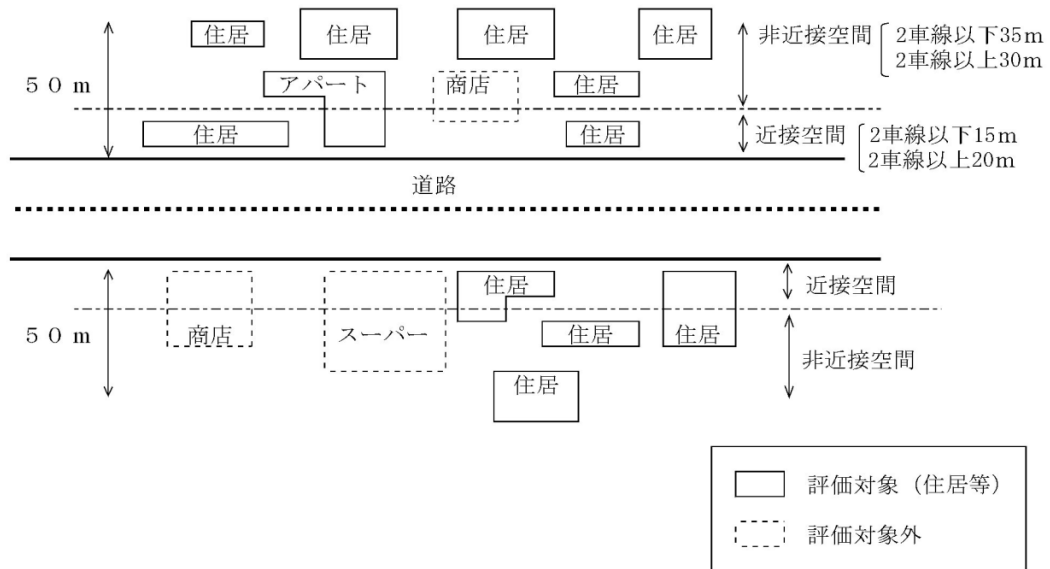 住居 住居 住居 住居
非近接空間 2車線以下35m
2車線以上30m
50m
アパート 商店 住居
住居 住居
近接空間 2車線以下15m
2車線以上20m
道路
住居
近接空間
50m
商店 スーパー 住居 住居
非近接空間
住居
評価対象（住居等）
評価対象外